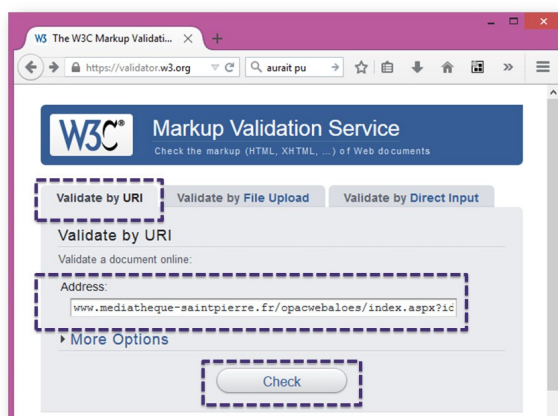 W3 The W3C Markup Validati...
https://validator.w3.org aurait pu
W3C® Markup Validation Service
Check the markup (HTML, XHTML, ...) of Web documents
Validate by URI Validate by File Upload Validate by Direct Input
Validate by URI
Validate a document online:
Address:
www.mediatheque-saintpierre.fr/opacwebaloes/index.aspx?id
More Options
Check